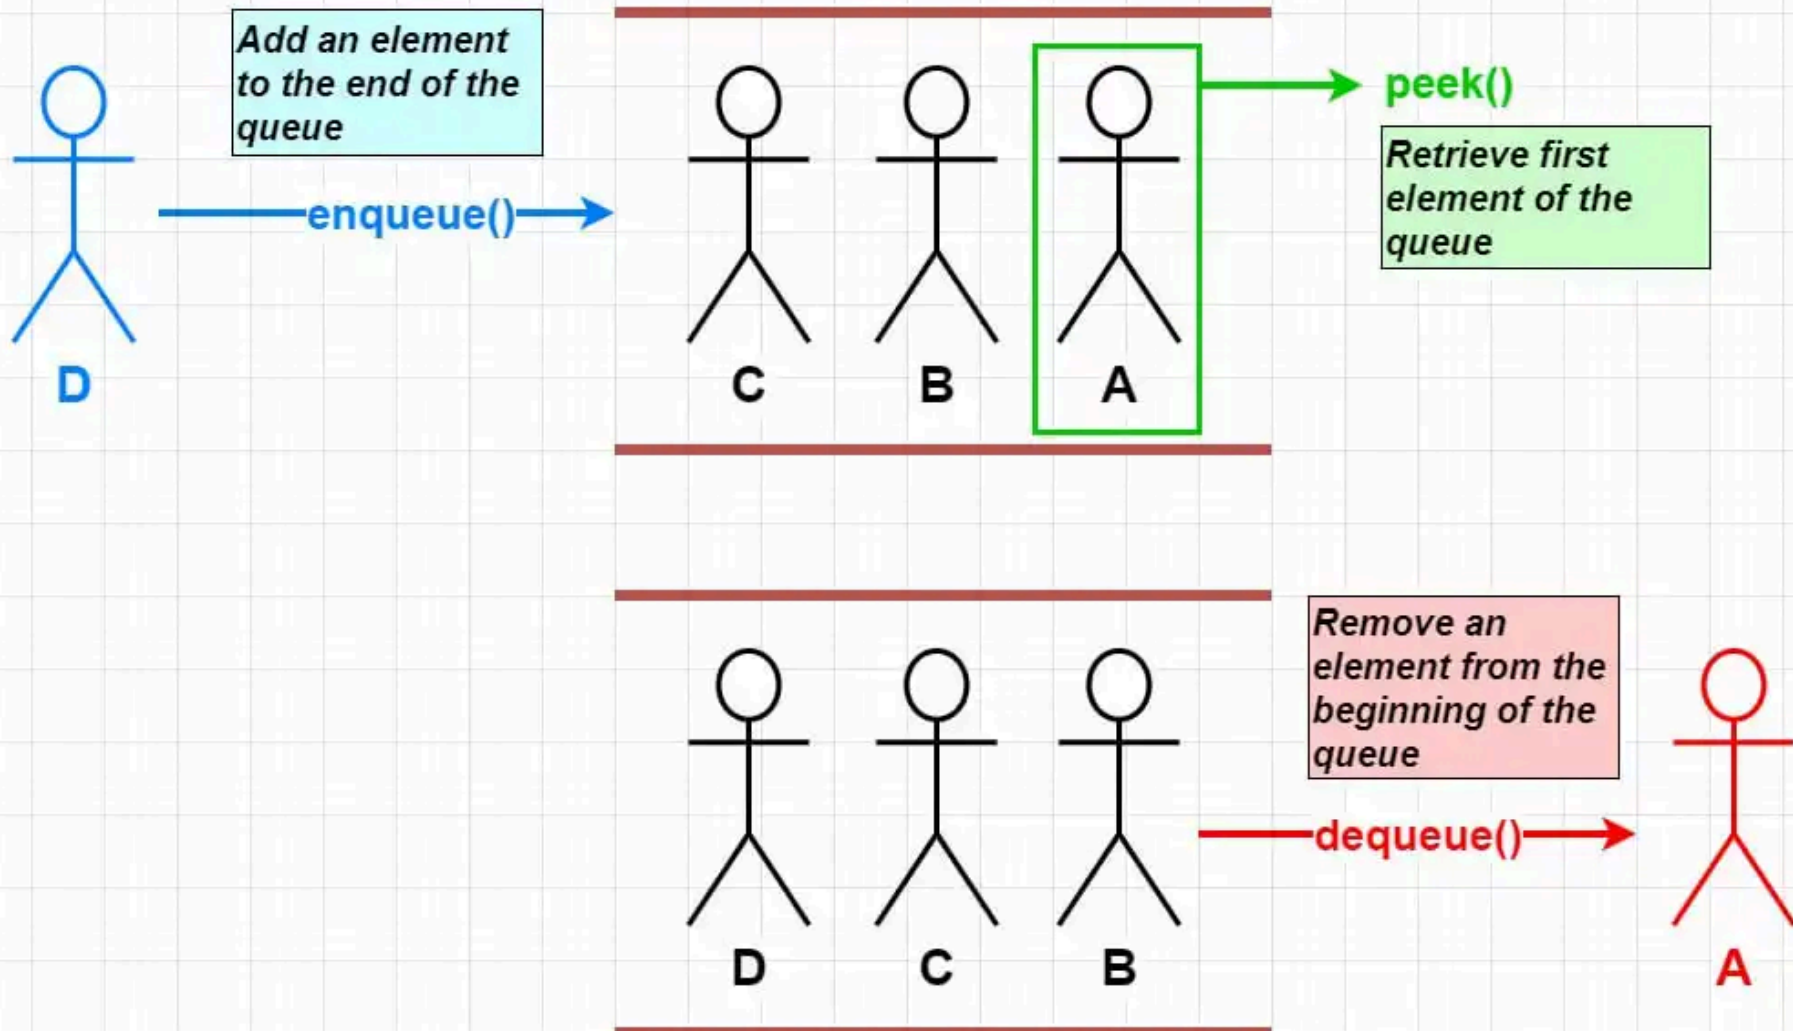 Add an element
to the end of the
queue
enqueue()
D
C
B
A
peek()
Retrieve first
element of the
queue
Remove an
element from the
beginning of the
queue
dequeue()
D
C
B
A